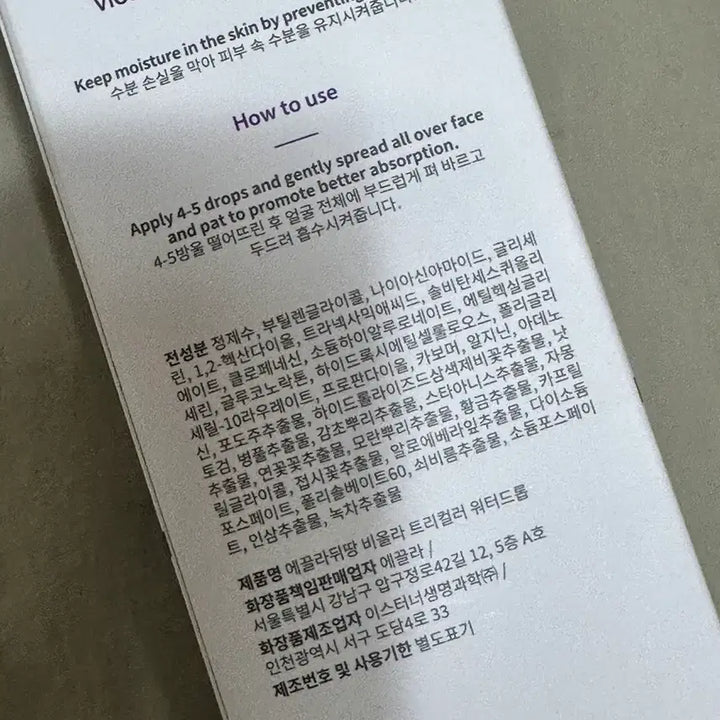 Keep moisture in the skin by preventing
수분 손실을 막아 피부 속 수분을 유지시켜줍니다.
How to use
Apply 4-5 drops and gently spread all over face
and pat to promote better absorption.
4-5방울 떨어뜨린 후 얼굴 전체에 부드럽게 펴 바르고
두드려 흡수시켜줍니다.
전성분 정제수, 부틸렌글라이콜, 나이아신아마이드, 글리세
린, 1,2-헥산다이올, 트라넥사믹애씨드, 솔비탄세스퀴올리
에이트, 클로페네신, 소듐하이알루로네이트, 에틸헥실글리
세린, 글루코노락톤, 하이드록시에틸셀룰로오스, 폴리글리
세릴-10라우레이트, 프로판다이올, 카보머, 알지닌, 아데노
신, 포도주추출물, 하이드롤라이즈드삼색제비꽃추출물, 낫
토검, 병풀추출물, 감초뿌리추출물, 스타아니스추출물, 자몽
추출물, 연꽃꽃추출물, 모란뿌리추출물, 황금추출물, 카프릴
릴글라이콜, 접시꽃추출물, 알로에베라잎추출물, 다이소듐
포스페이트, 폴리솔베이트60, 쇠비름추출물, 소듐포스페이
트, 인삼추출물, 녹차추출물
제품명 에끌라뒤땅 비올라 트리컬러 워터드롭
화장품책임판매업자 에끌라 /
서울특별시 강남구 압구정로42길 12, 5층 A호
화장품제조업자 이스터너생명과학㈜ /
인천광역시 서구 도담4로 33
제조번호 및 사용기한 별도표기